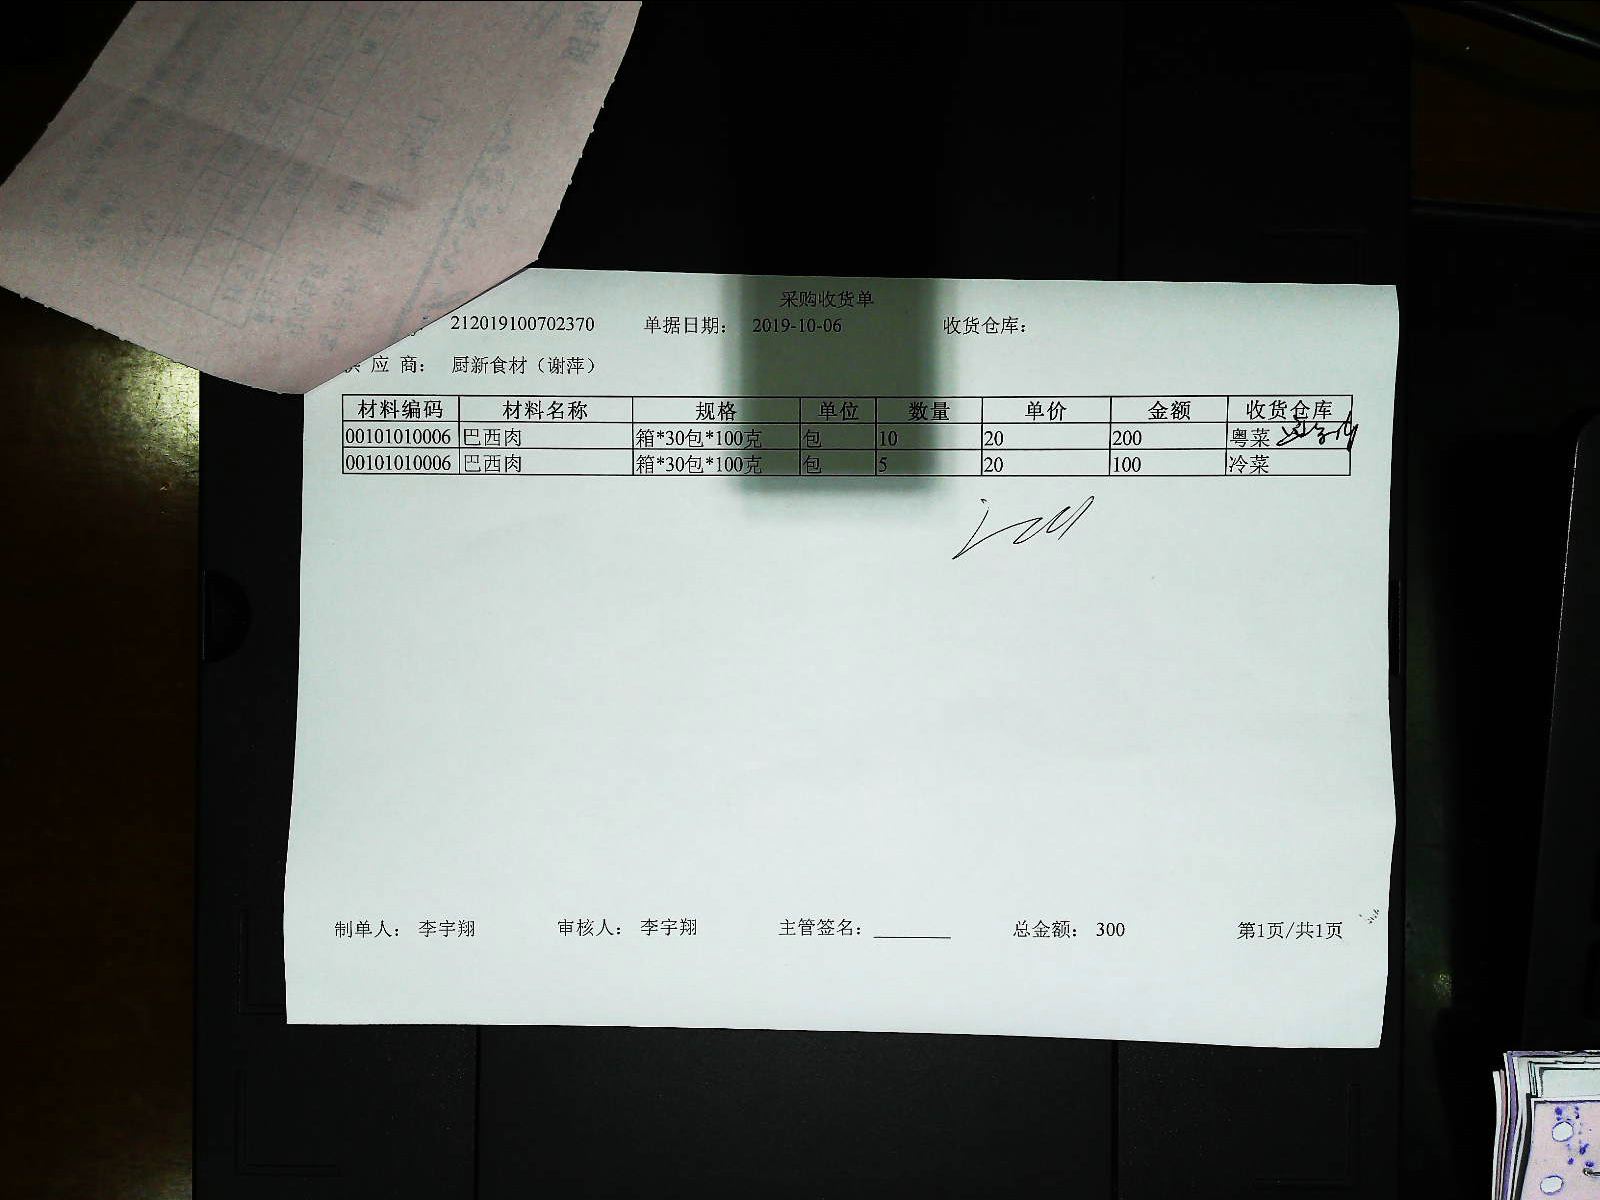 采购收货单
212019100702370 单据日期： 2019-10-06 收货仓库：
应 商： 厨新食材（谢萍）
材料编码 材料名称 规格 单位 数量 单价 金额 收货仓库
00101010006 巴西肉 箱*30包*100克 包 10 20 200 粤菜
00101010006 巴西肉 箱*30包*100克 包 5 20 100 冷菜
制单人： 李宇翔 审核人： 李宇翔 主管签名： 总金额： 300 第1页/共1页